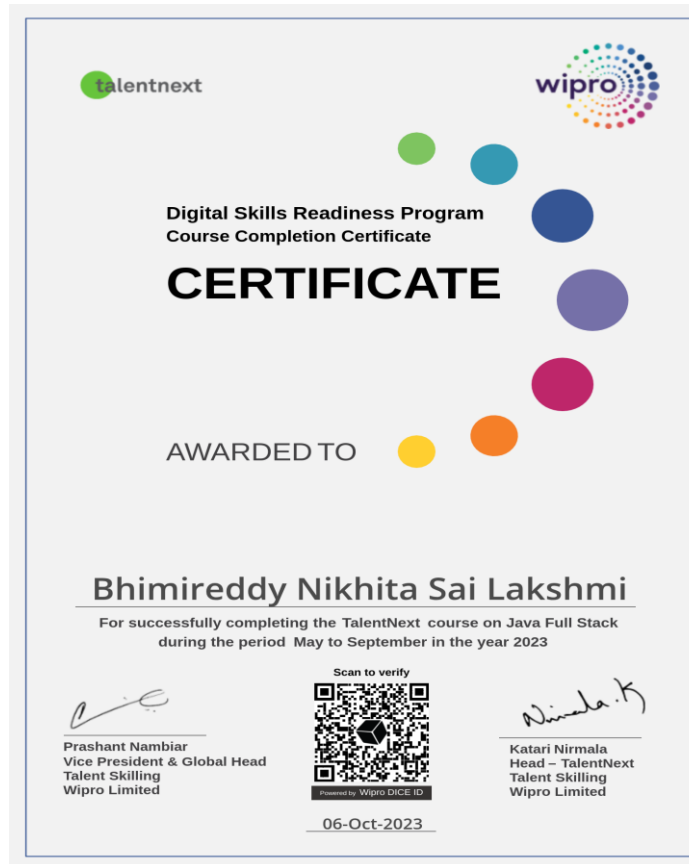 talentnext
wipro
Digital Skills Readiness Program
Course Completion Certificate
CERTIFICATE
AWARDED TO
Bhimireddy Nikhita Sai Lakshmi
For successfully completing the TalentNext course on Java Full Stack
during the period May to September in the year 2023
Scan to verify
Nirmala.K
Prashant Nambiar
Vice President & Global Head
Talent Skilling
Wipro Limited
Powered by Wipro DICE ID
Katari Nirmala
Head – TalentNext
Talent Skilling
Wipro Limited
06-Oct-2023